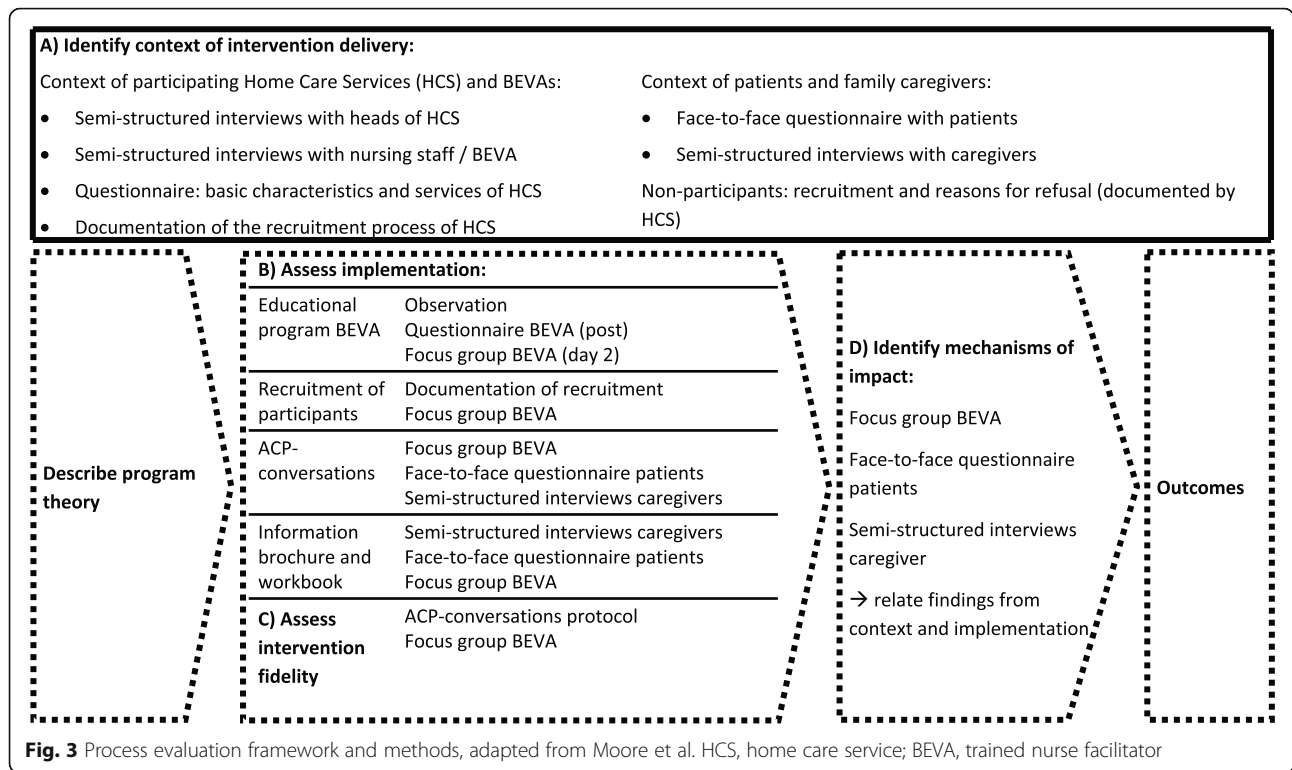 A) Identify context of intervention delivery:
Context of participating Home Care Services (HCS) and BEVAs:
• Semi-structured interviews with heads of HCS
• Semi-structured interviews with nursing staff / BEVA
• Questionnaire: basic characteristics and services of HCS
• Documentation of the recruitment process of HCS
Context of patients and family caregivers:
• Face-to-face questionnaire with patients
• Semi-structured interviews with caregivers
Non-participants: recruitment and reasons for refusal (documented by
HCS)
Describe program
theory
B) Assess implementation:
Educational
program BEVA
Observation
Questionnaire BEVA (post)
Focus group BEVA (day 2)
Recruitment of
participants
Documentation of recruitment
Focus group BEVA
ACP-
conversations
Focus group BEVA
Face-to-face questionnaire patients
Semi-structured interviews caregivers
Information
brochure and
workbook
Semi-structured interviews caregivers
Face-to-face questionnaire patients
Focus group BEVA
C) Assess
intervention
fidelity
ACP-conversations protocol
Focus group BEVA
D) Identify mechanisms of
impact:
Focus group BEVA
Face-to-face questionnaire
patients
Semi-structured interviews
caregiver
→ relate findings from
context and implementation
Outcomes
Fig. 3 Process evaluation framework and methods, adapted from Moore et al. HCS, home care service; BEVA, trained nurse facilitator